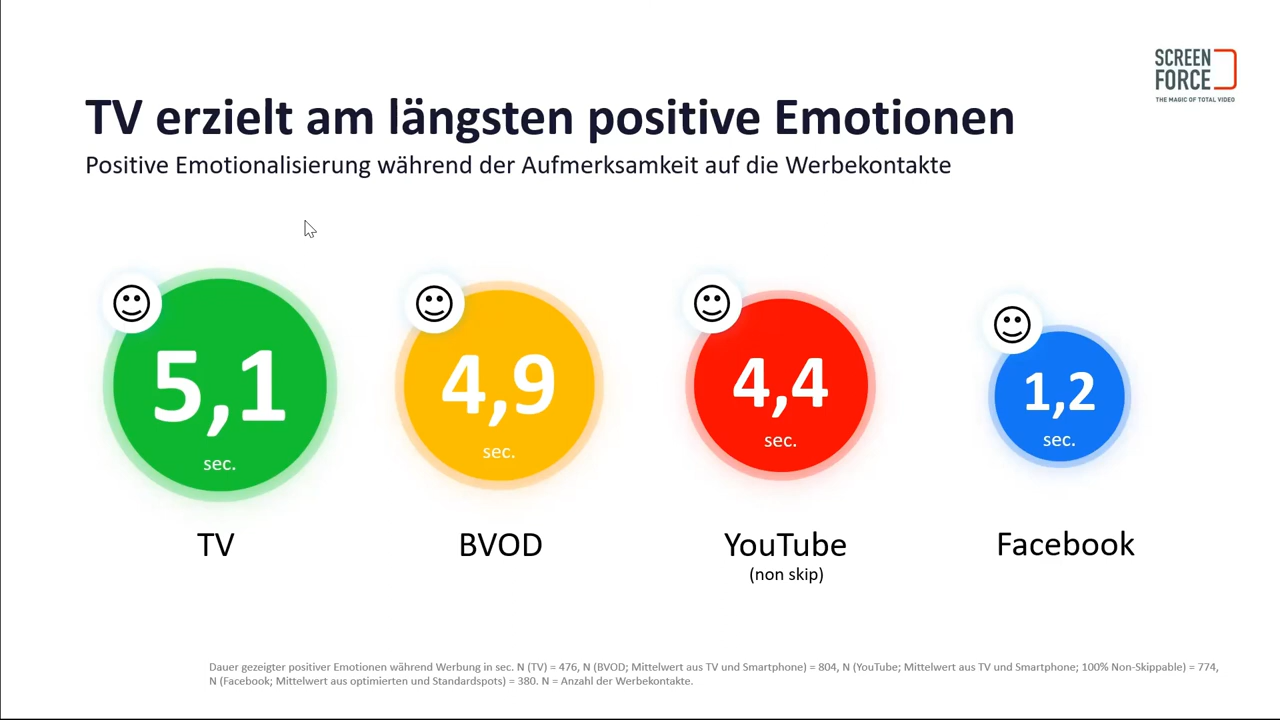 SCREEN
FORCE
THE MAGIC OF TOTAL VIDEO
TV erzielt am längsten positive Emotionen
Positive Emotionalisierung während der Aufmerksamkeit auf die Werbekontakte
5,1
sec.
TV
4,9
sec.
BVOD
4,4
sec.
YouTube
(non skip)
1,2
sec.
Facebook
Dauer gezeigter positiver Emotionen während Werbung in sec. N (TV) = 476, N (BVOD; Mittelwert aus TV und Smartphone) = 804, N (YouTube; Mittelwert aus TV und Smartphone; 100% Non-Skippable) = 774,
N (Facebook; Mittelwert aus optimierten und Standardspots) = 380. N = Anzahl der Werbekontakte.